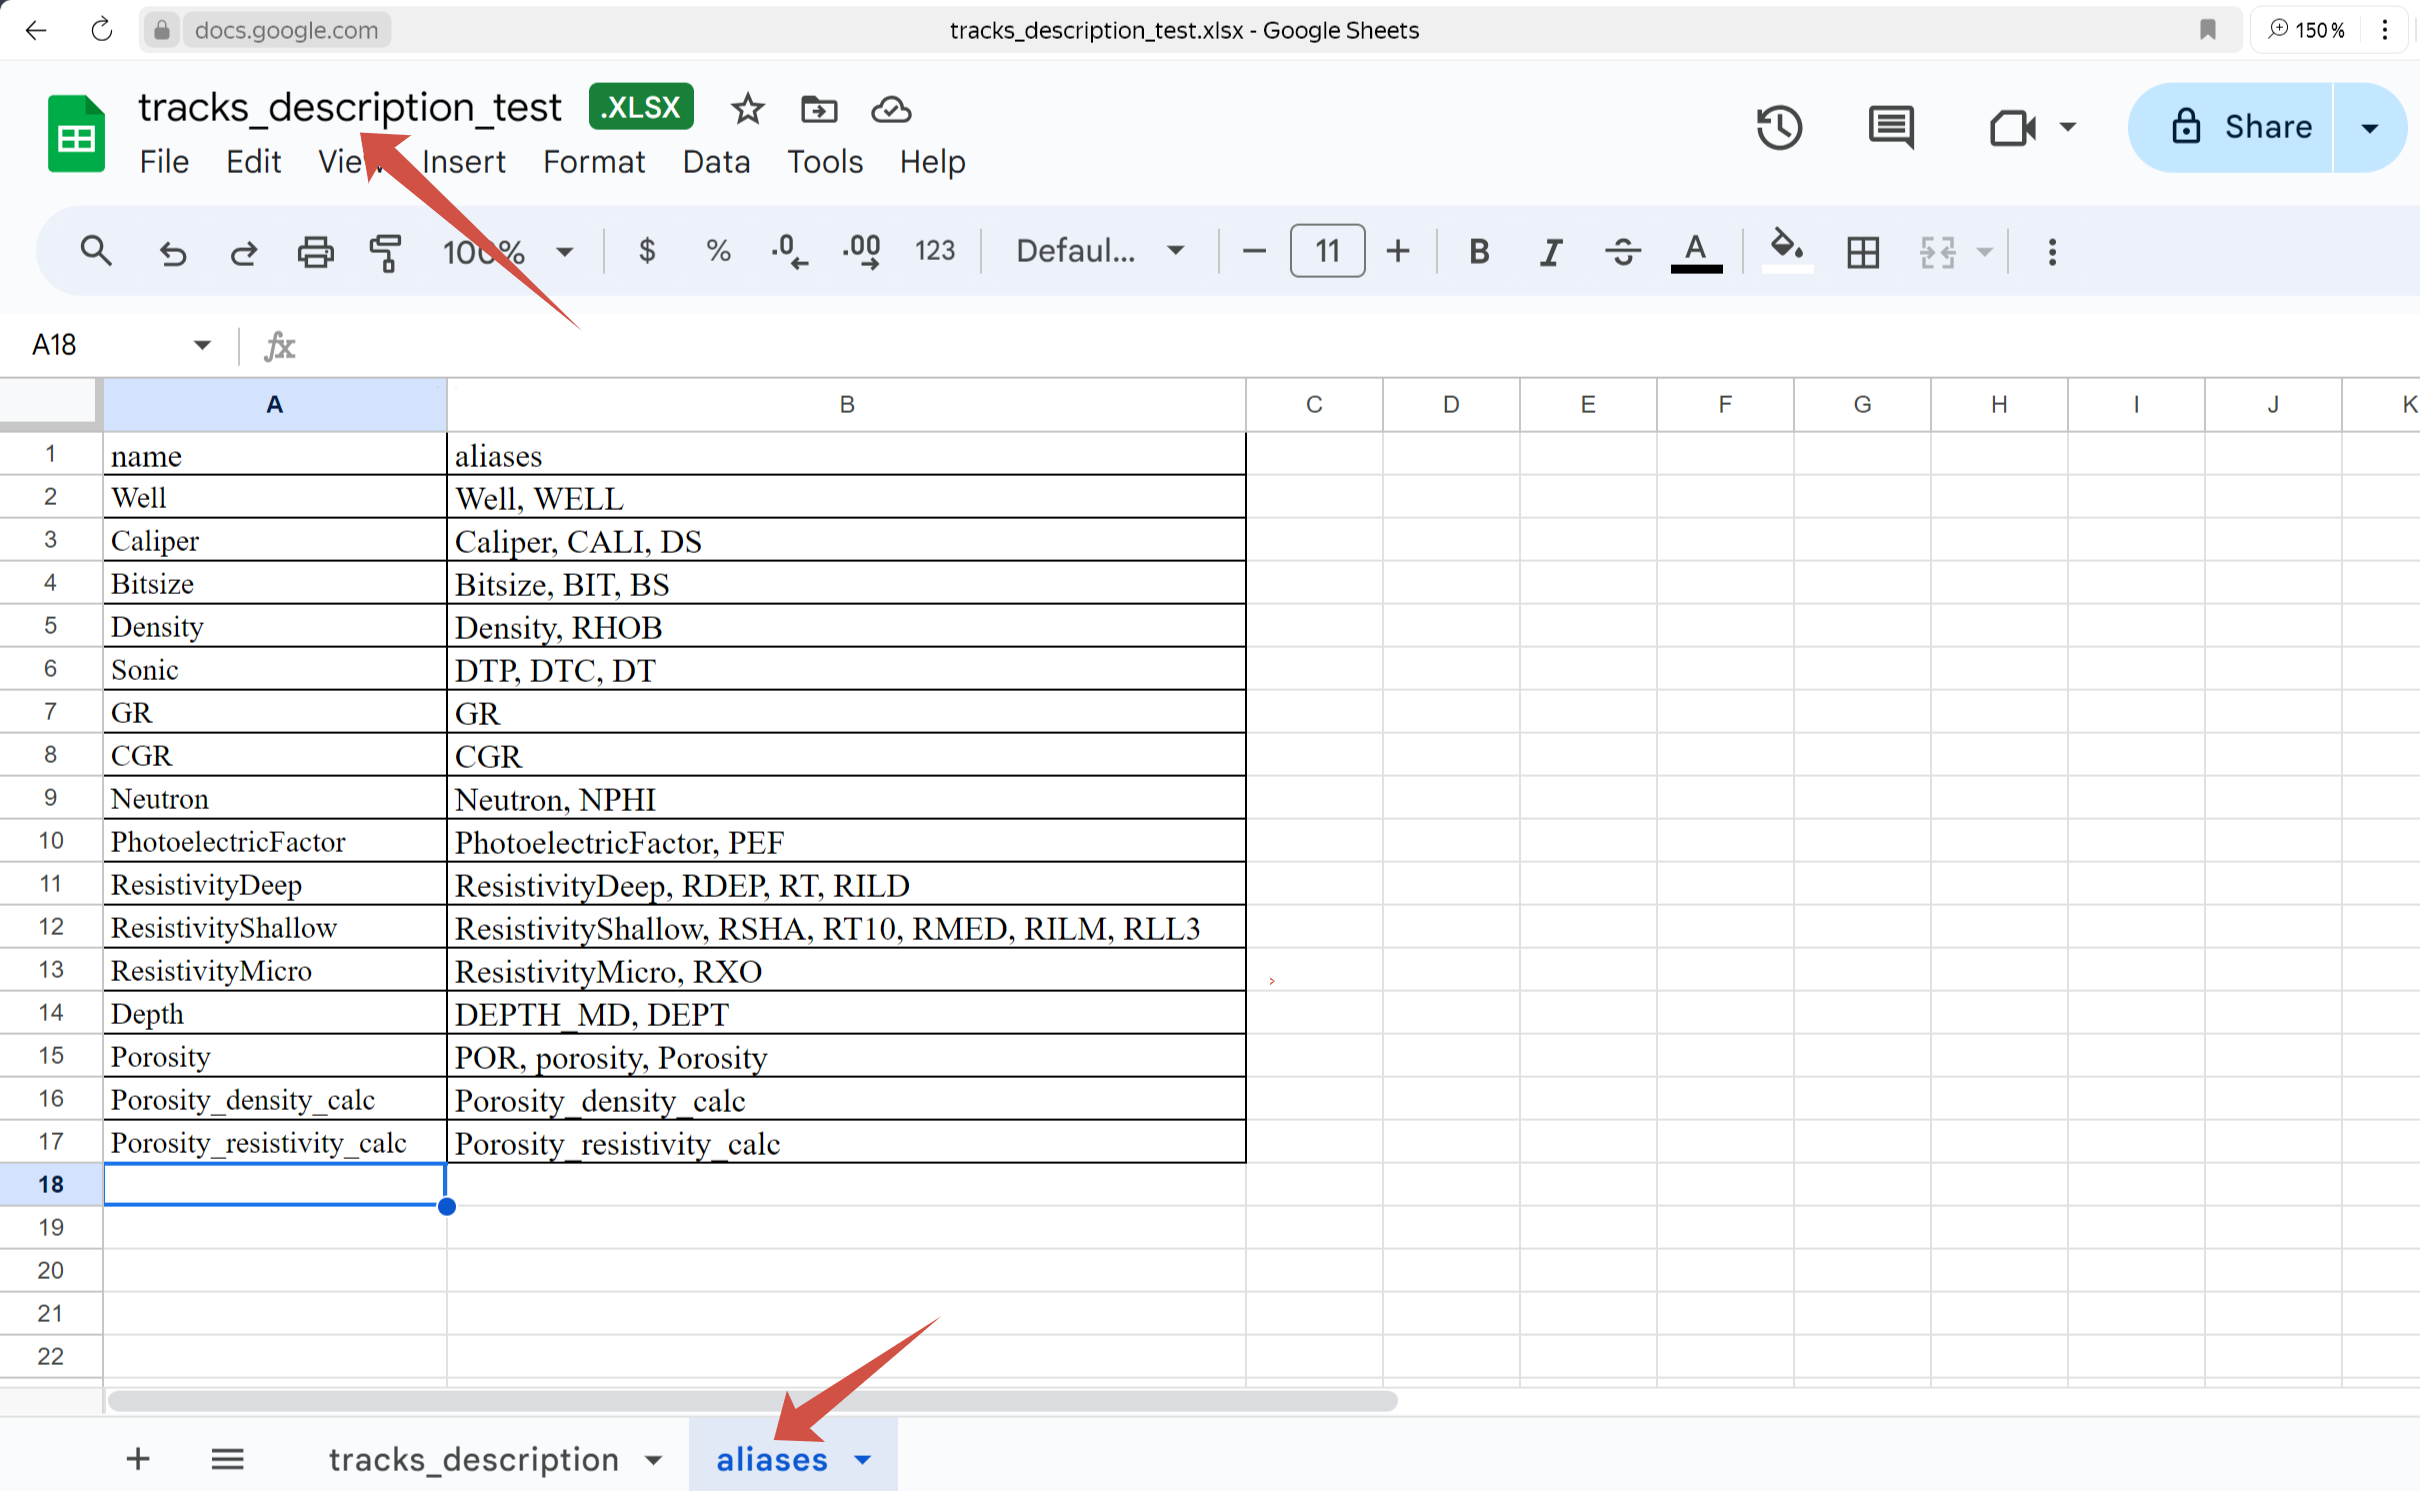 docs.google.com tracks_description_test.xlsx - Google Sheets 150 %
tracks_description_test .XLSX
File Edit View Insert Format Data Tools Help Share
100% $ % .0 .00 123 Defaul... 11 B I S A
A18 fx
A B C D E F G H I J K
1 name aliases
2 Well Well, WELL
3 Caliper Caliper, CALI, DS
4 Bitsize Bitsize, BIT, BS
5 Density Density, RHOB
6 Sonic DTP, DTC, DT
7 GR GR
8 CGR CGR
9 Neutron Neutron, NPHI
10 PhotoelectricFactor PhotoelectricFactor, PEF
11 ResistivityDeep ResistivityDeep, RDEP, RT, RILD
12 ResistivityShallow ResistivityShallow, RSHA, RT10, RMED, RILM, RLL3
13 ResistivityMicro ResistivityMicro, RXO
14 Depth DEPTH_MD, DEPT
15 Porosity POR, porosity, Porosity
16 Porosity_density_calc Porosity_density_calc
17 Porosity_resistivity_calc Porosity_resistivity_calc
18
19
20
21
22
tracks_description aliases